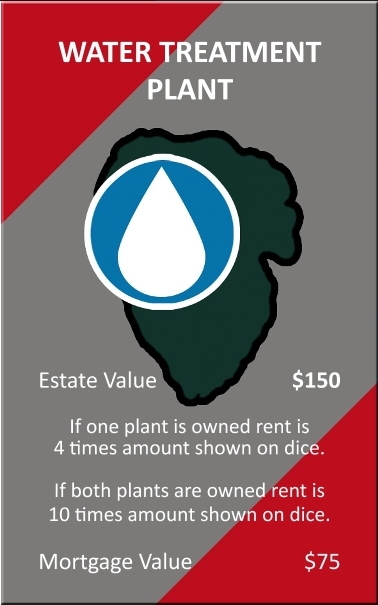 WATER TREATMENT
PLANT
Estate Value $150
If one plant is owned rent is
4 times amount shown on dice.
If both plants are owned rent is
10 times amount shown on dice.
Mortgage Value $75